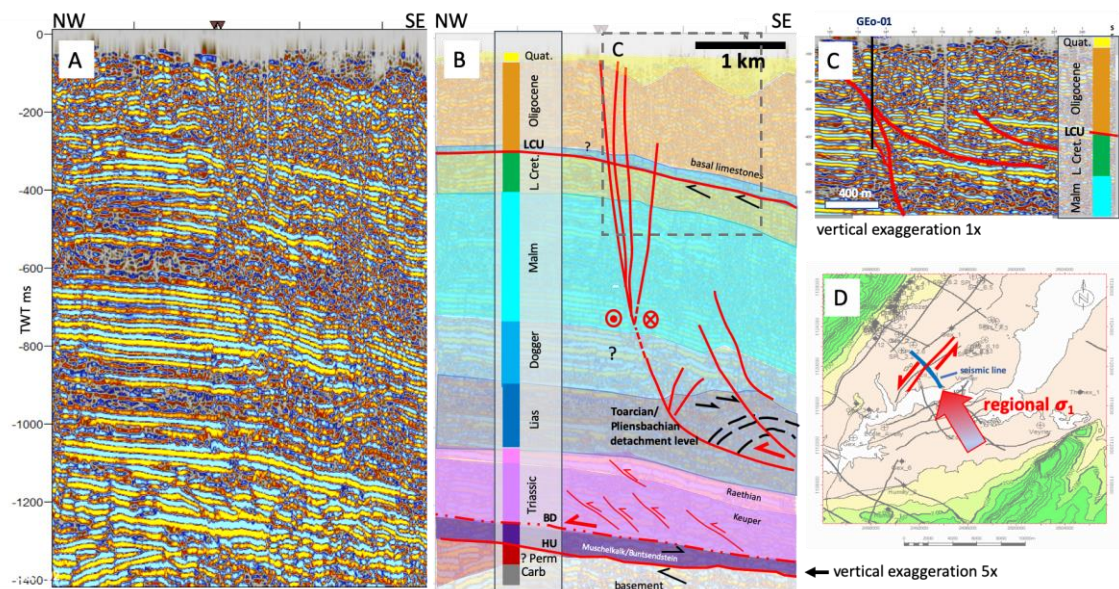 NW
SE
A
0
-200
-400
-600
-800
-1000
-1200
-1400
TWT ms
NW
SE
B
C
N
1 km
Quat.
Oligocene
LCU
?
basal limestones
L Cret.
Malm
?
Dogger
Lias
Toarcian/
Pliensbachian
detachment level
Triassic
Raethian
Keuper
BD
HU
Muschelkalk/Buntsendstein
? Perm
Carb
basement
GEo-01
C
S
Quat.
Oligocene
LCU
L Cret.
Malm
400 m
vertical exaggeration 1x
D
seismic line
regional σ1
vertical exaggeration 5x